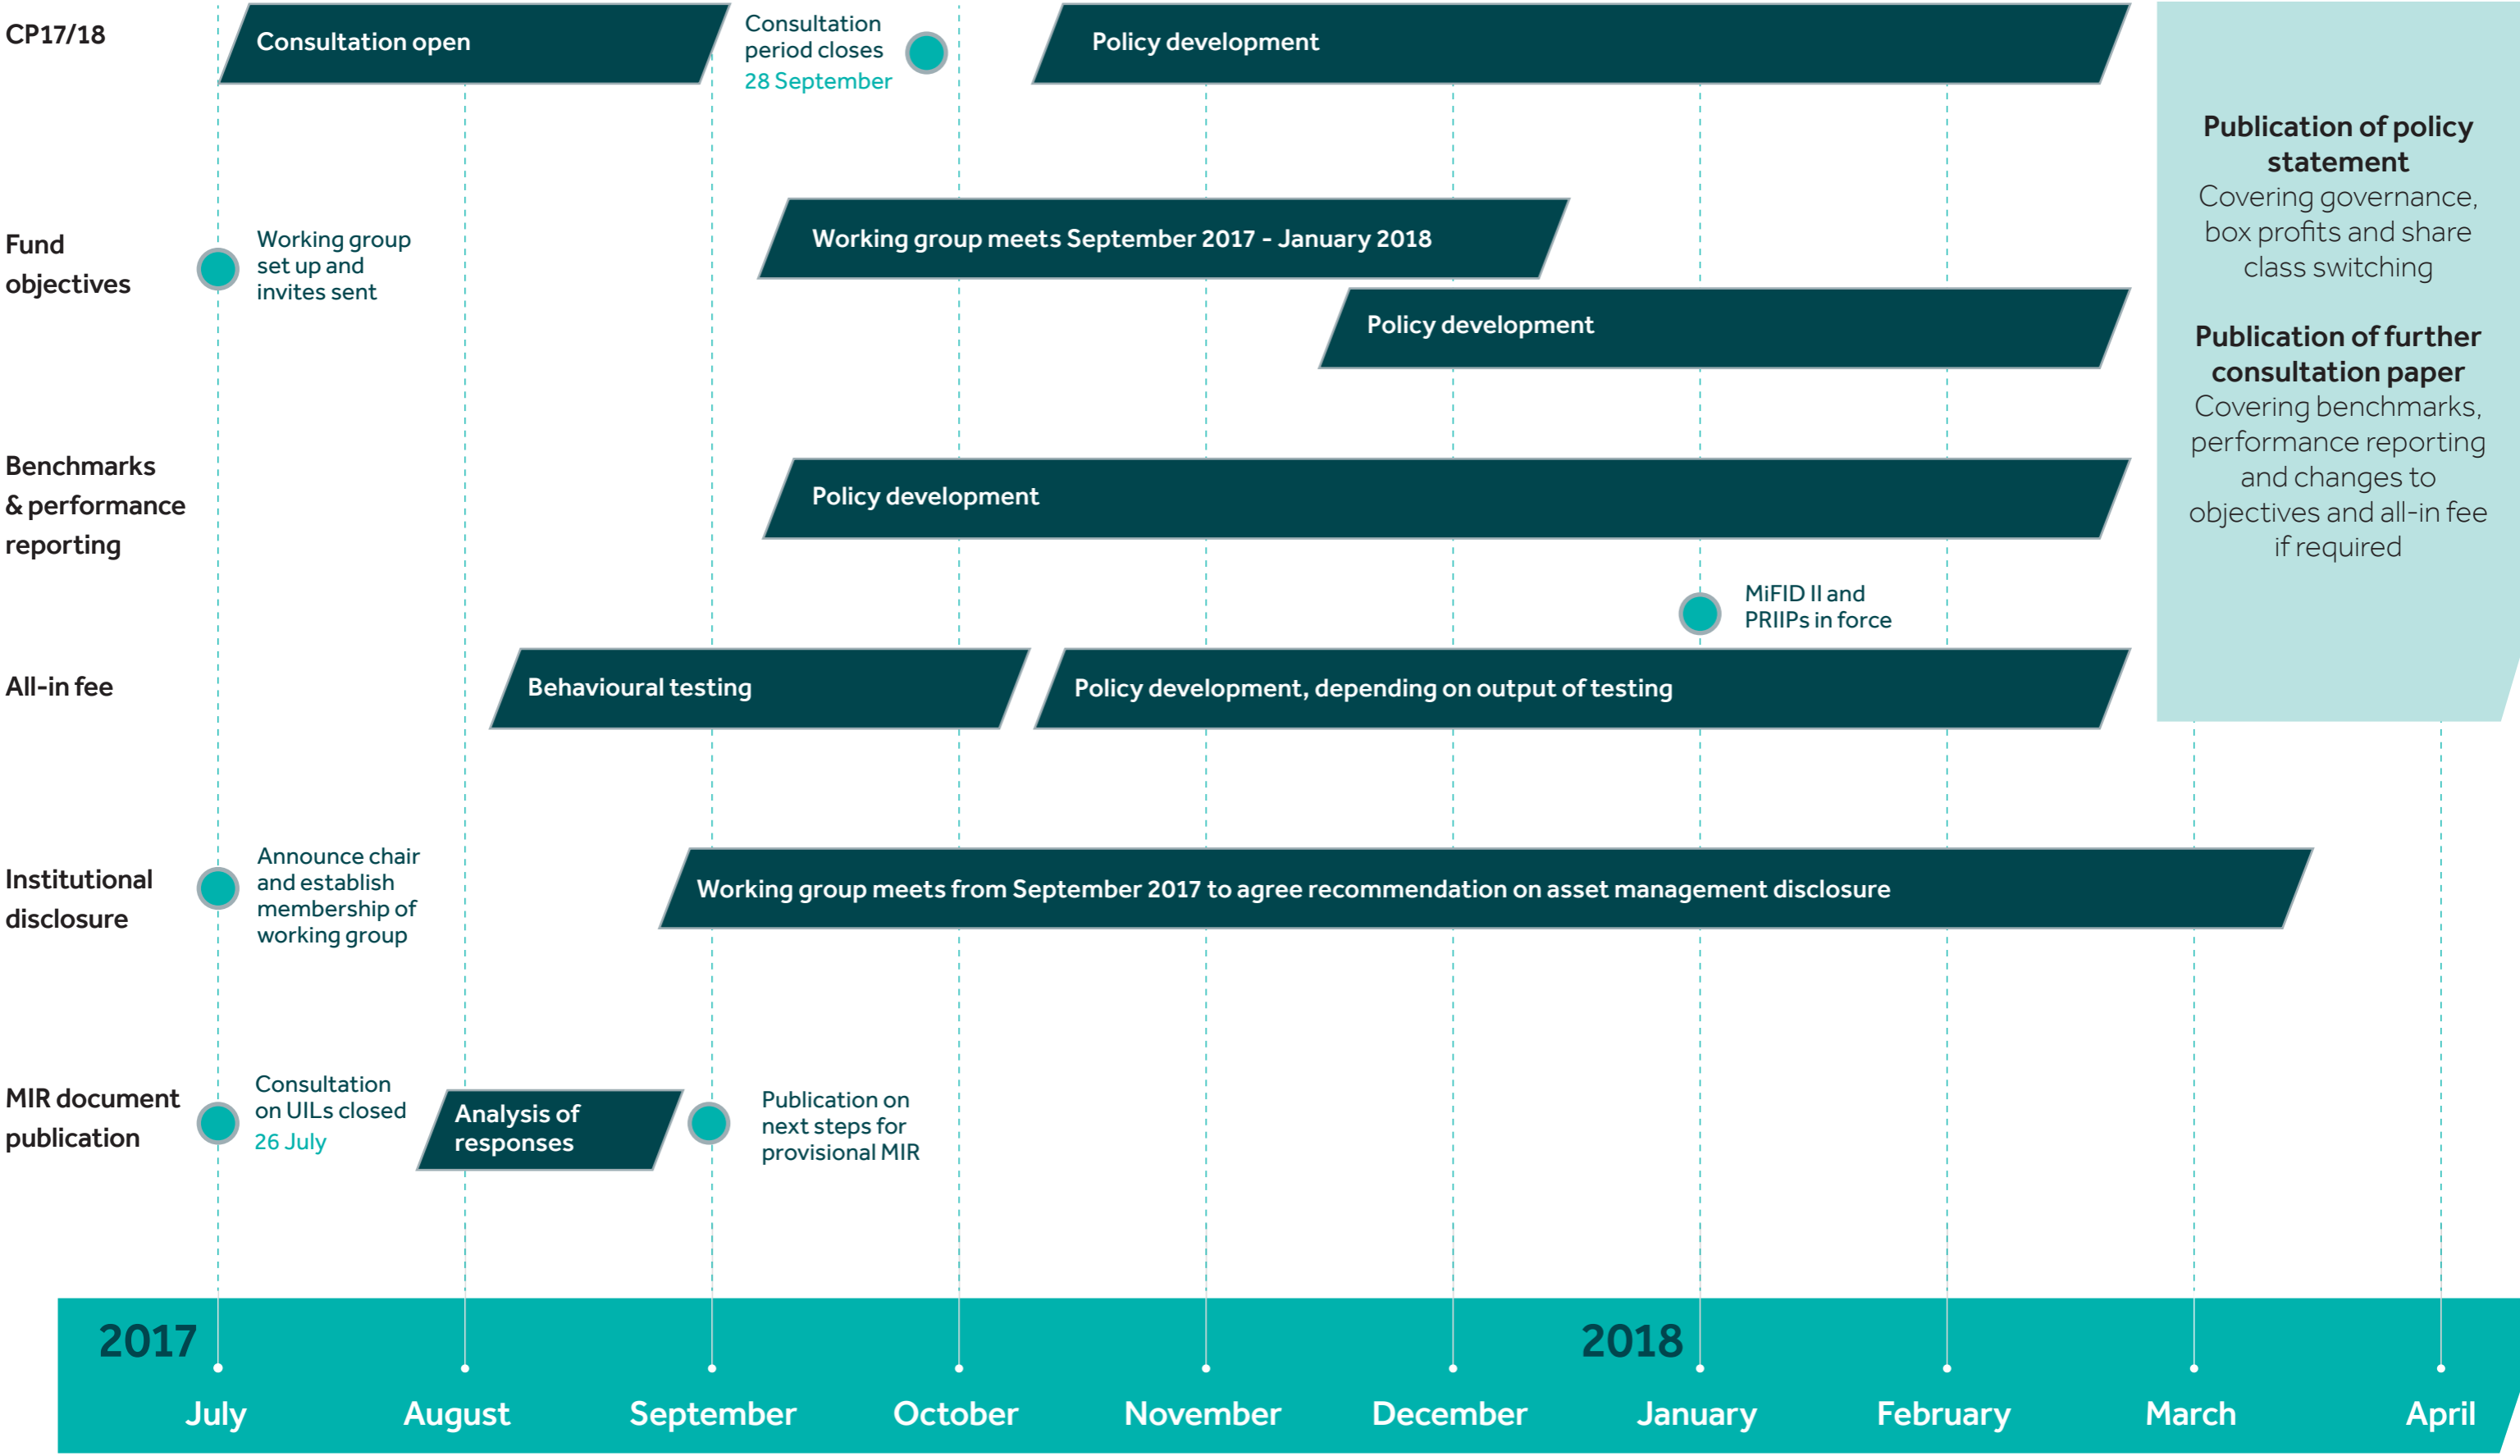 CP17/18
Consultation open
Consultation
period closes
28 September
Policy development
Fund
objectives
Working group
set up and
invites sent
Working group meets September 2017 - January 2018
Policy development
Benchmarks
& performance
reporting
Policy development
MiFID II and
PRIIPs in force
All-in fee
Behavioural testing
Policy development, depending on output of testing
Institutional
disclosure
Announce chair
and establish
membership of
working group
Working group meets from September 2017 to agree recommendation on asset management disclosure
MIR document
publication
Consultation
on UILs closed
26 July
Analysis of
responses
Publication on
next steps for
provisional MIR
Publication of policy
statement
Covering governance,
box profits and share
class switching
Publication of further
consultation paper
Covering benchmarks,
performance reporting
and changes to
objectives and all-in fee
if required
2017
2018
July
August
September
October
November
December
January
February
March
April